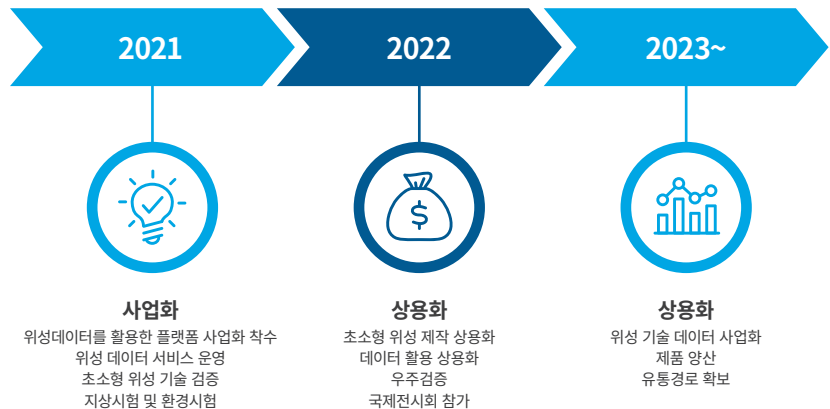 2021
2022
2023~
$
사업화
위성데이터를 활용한 플랫폼 사업화 착수
위성 데이터 서비스 운영
초소형 위성 기술 검증
지상시험 및 환경시험
상용화
초소형 위성 제작 상용화
데이터 활용 상용화
우주검증
국제전시회 참가
상용화
위성 기술 데이터 사업화
제품 양산
유통경로 확보